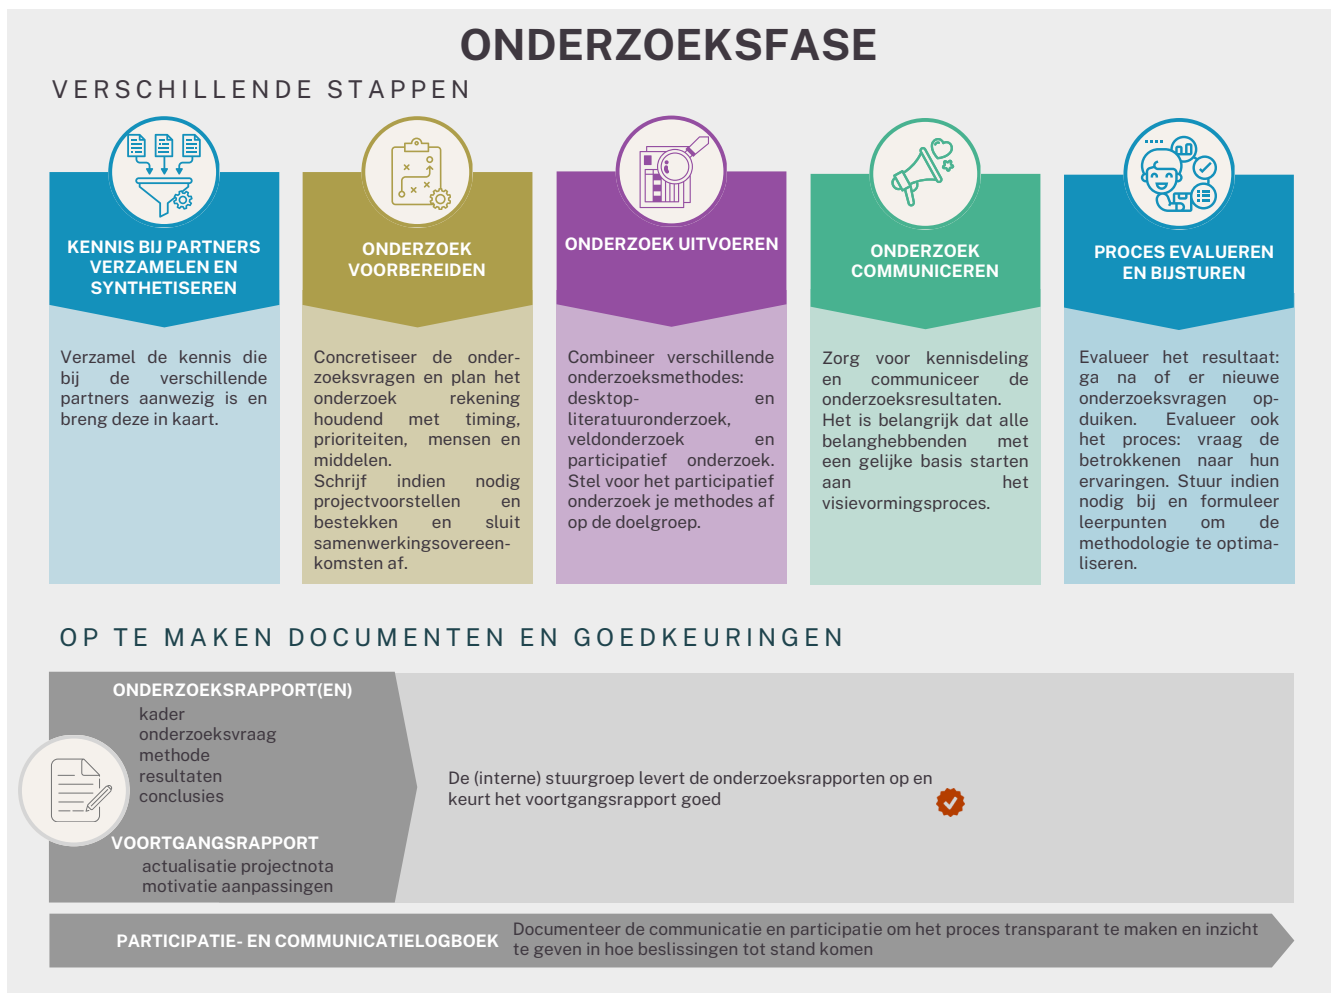 ONDERZOEKSFASE
VERSCHILLENDE STAPPEN
KENNIS BIJ PARTNERS
VERZAMELEN EN
SYNTHETISEREN
Verzamel de kennis die
bij de verschillende
partners aanwezig is en
breng deze in kaart.
ONDERZOEK
VOORBEREIDEN
Concretiseer de onder-
zoeksvragen en plan het
onderzoek rekening
houdend met timing,
prioriteiten, mensen en
middelen.
Schrijf indien nodig
projectvoorstellen en
bestekken en sluit
samenwerkingsovereen-
komsten af.
ONDERZOEK UITVOEREN
Combineer verschillende
onderzoeksmethodes:
desktop- en
literatuuronderzoek,
veldonderzoek en
participatief onderzoek.
Stel voor het participatief
onderzoek je methodes af
op de doelgroep.
ONDERZOEK
COMMUNICEREN
Zorg voor kennisdeling
en communiceer de
onderzoeksresultaten.
Het is belangrijk dat alle
belanghebbenden met
een gelijke basis starten
aan het
visievormingsproces.
PROCES EVALUEREN
EN BIJSTUREN
Evalueer het resultaat:
ga na of er nieuwe
onderzoeksvragen op-
duiken. Evalueer ook
het proces: vraag de
betrokkenen naar hun
ervaringen. Stuur indien
nodig bij en formuleer
leerpunten om de
methodologie te optima-
liseren.
OP TE MAKEN DOCUMENTEN EN GOEDKEURINGEN
ONDERZOEKSRAPPORT(EN)
kader
onderzoeksvraag
methode
resultaten
conclusies
VOORTGANGSRAPPORT
actualisatie projectnota
motivatie aanpassingen
De (interne) stuurgroep levert de onderzoeksrapporten op en
keurt het voortgangsrapport goed
PARTICIPATIE- EN COMMUNICATIELOGBOEK
Documenteer de communicatie en participatie om het proces transparant te maken en inzicht
te geven in hoe beslissingen tot stand komen